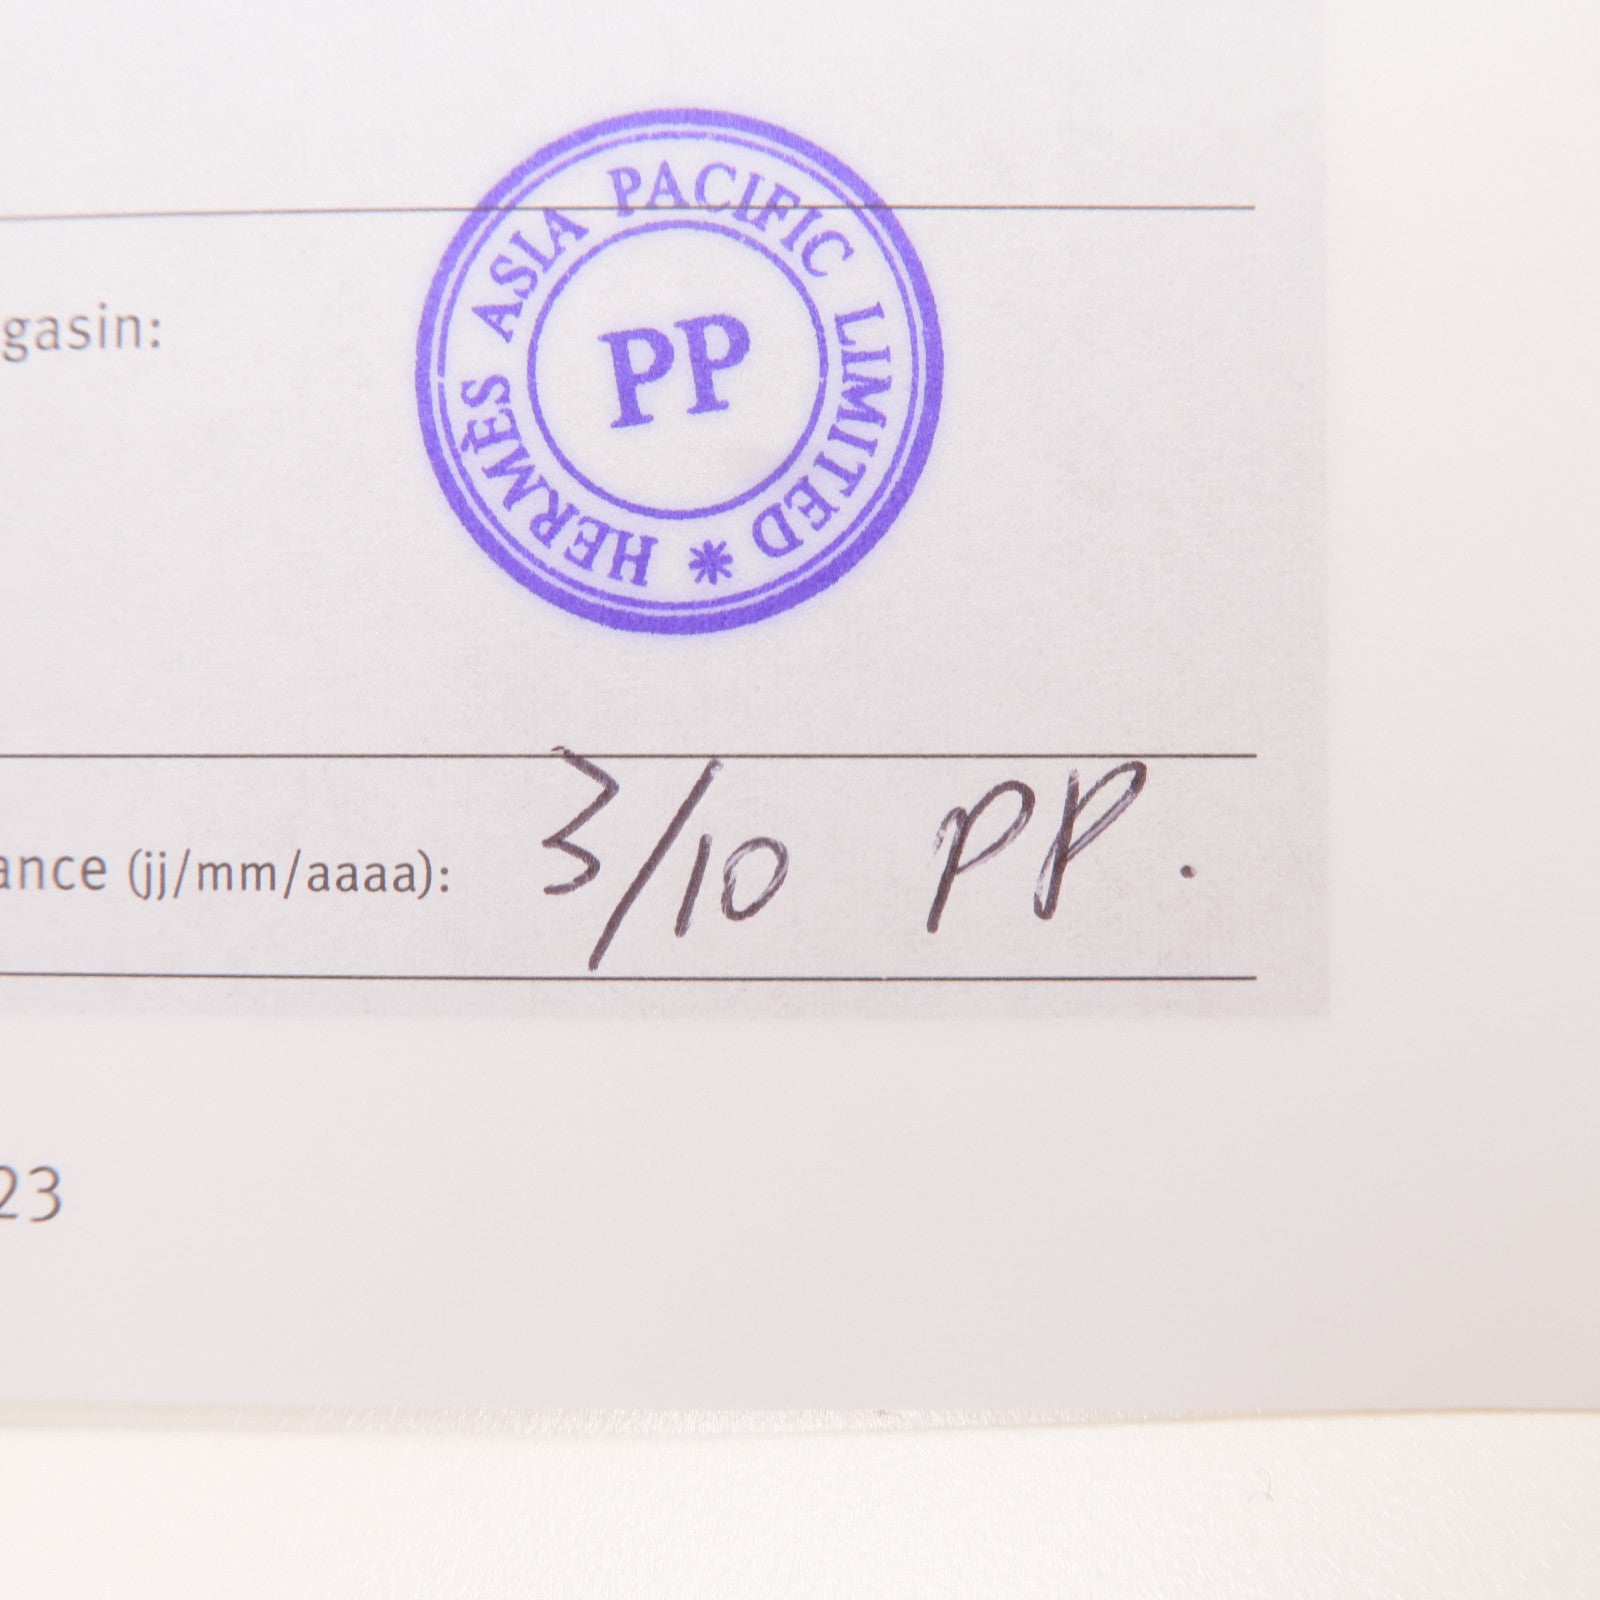 HERMÈS ASIA PACIFIC LIMITED *
PP
gasin:
ance (jj/mm/aaaa): 3/10 PP.
23